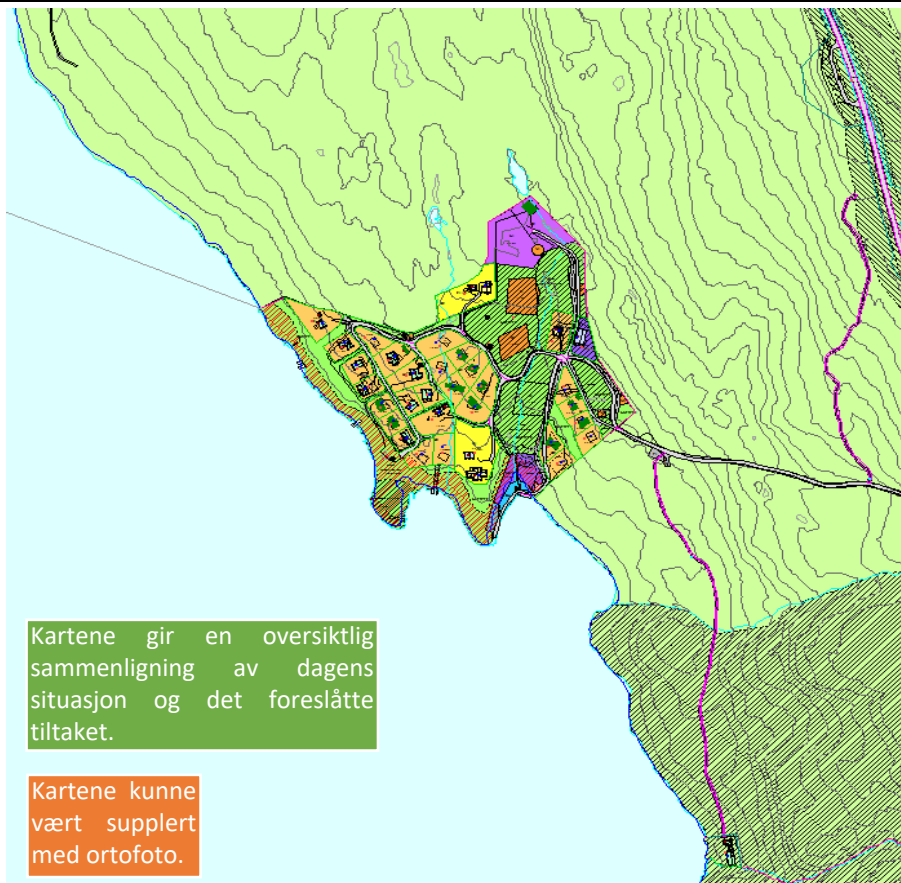 Kartene gir en oversiktlig
sammenligning av dagens
situasjon og det foreslåtte
tiltaket.
Kartene kunne
vært supplert
med ortofoto.